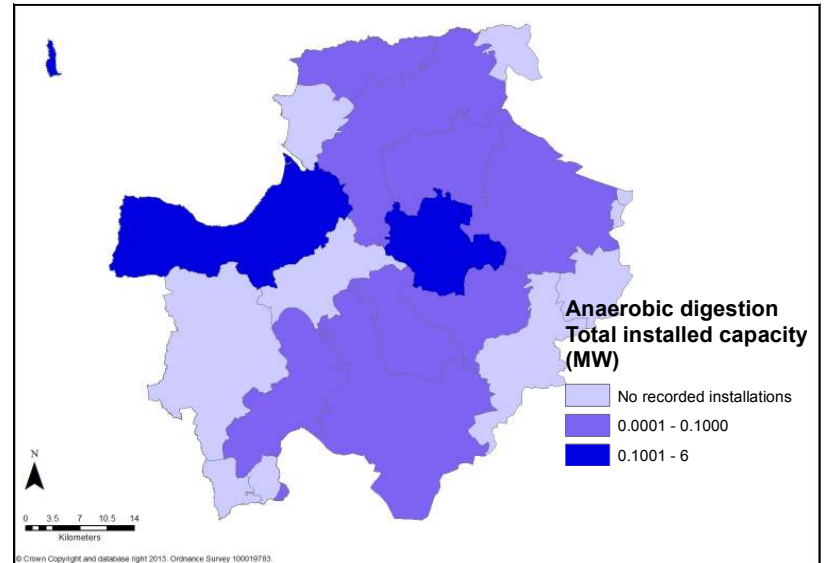 Anaerobic digestion
Total installed capacity
(MW)
No recorded installations
0.0001 - 0.1000
0.1001 - 6
N
0 3.5 7 10.5 14
Kilometers
© Crown Copyright and database right 2013. Ordnance Survey 100019783.